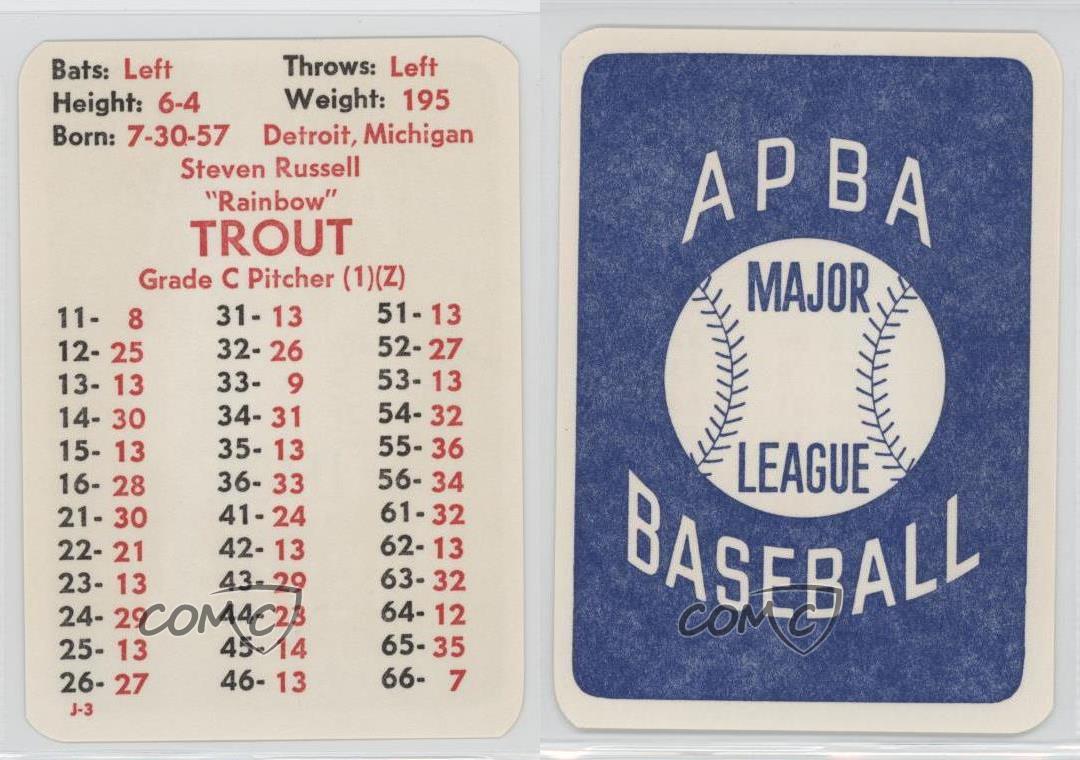 Bats: Left Throws: Left
Height: 6-4 Weight: 195
Born: 7-30-57 Detroit, Michigan
Steven Russell
"Rainbow"
TROUT
Grade C Pitcher (1)(Z)
11- 8 31- 13 51- 13
12- 25 32- 26 52- 27
13- 13 33- 9 53- 13
14- 30 34- 31 54- 32
15- 13 35- 13 55- 36
16- 28 36- 33 56- 34
21- 30 41- 24 61- 32
22- 21 42- 13 62- 13
23- 13 43- 29 63- 32
24- 29 44- 23 64- 12
25- 13 45- 14 65- 35
26- 27 46- 13 66- 7
J-3
COMC
APBA
MAJOR
LEAGUE
BASEBALL
COMC